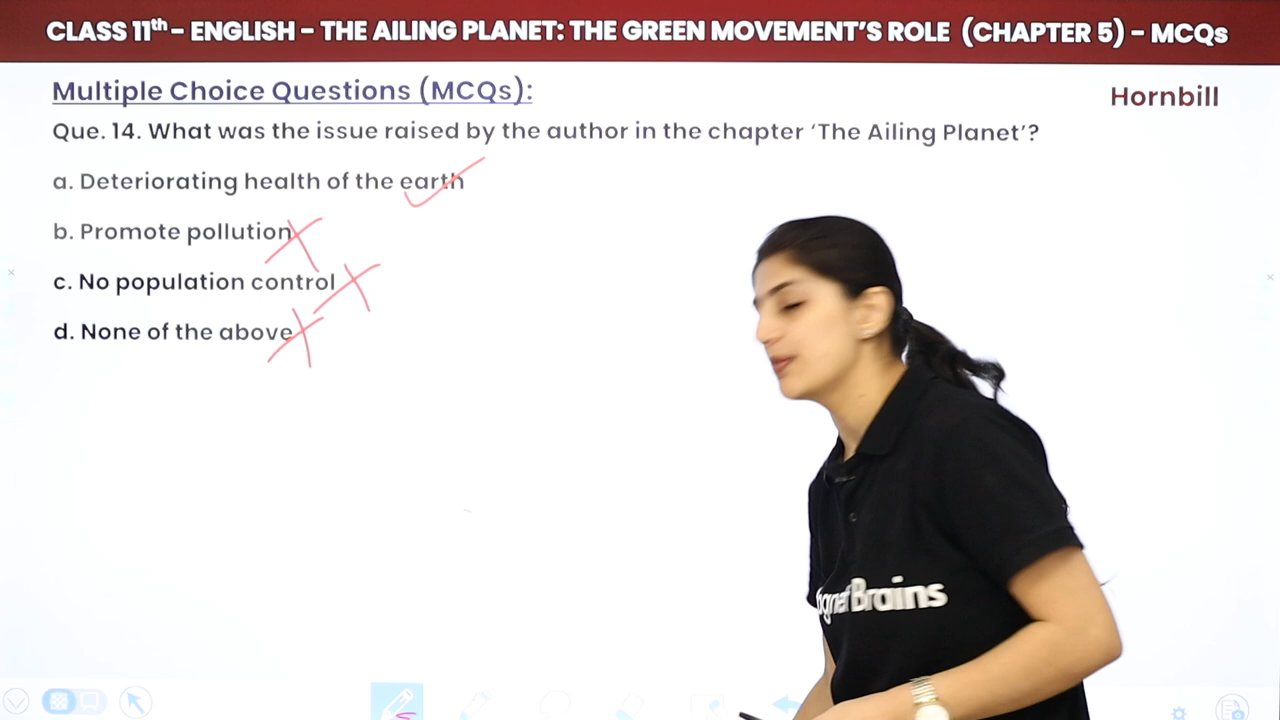 CLASS 11th - ENGLISH - THE AILING PLANET: THE GREEN MOVEMENT'S ROLE (CHAPTER 5) - MCQs
Multiple Choice Questions (MCQs):
Hornbill
Que. 14. What was the issue raised by the author in the chapter ‘The Ailing Planet’?
a. Deteriorating health of the earth
b. Promote pollution
c. No population control
d. None of the above
Brains